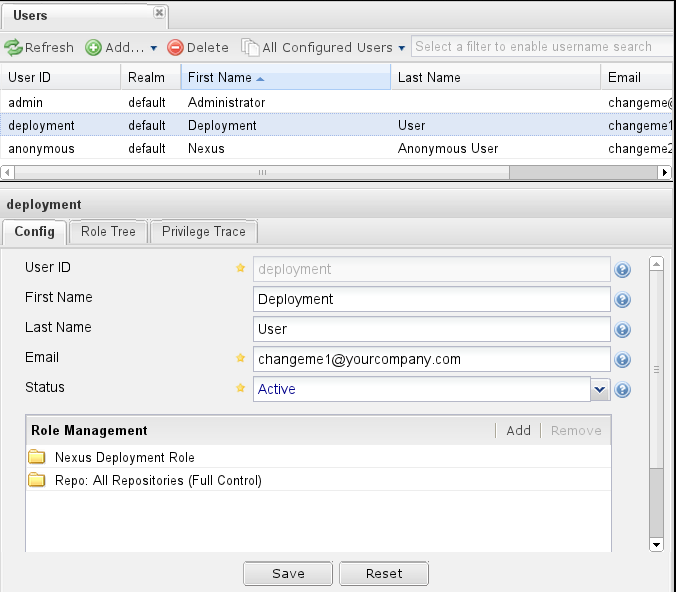 Users
Refresh Add... Delete All Configured Users Select a filter to enable username search
User ID Realm First Name Last Name Email
admin default Administrator changeme@
deployment default Deployment User changeme1
anonymous default Nexus Anonymous User changeme2
deployment
Config Role Tree Privilege Trace
User ID deployment
First Name Deployment
Last Name User
Email changeme1@yourcompany.com
Status Active
Role Management Add Remove
Nexus Deployment Role
Repo: All Repositories (Full Control)
Save Reset